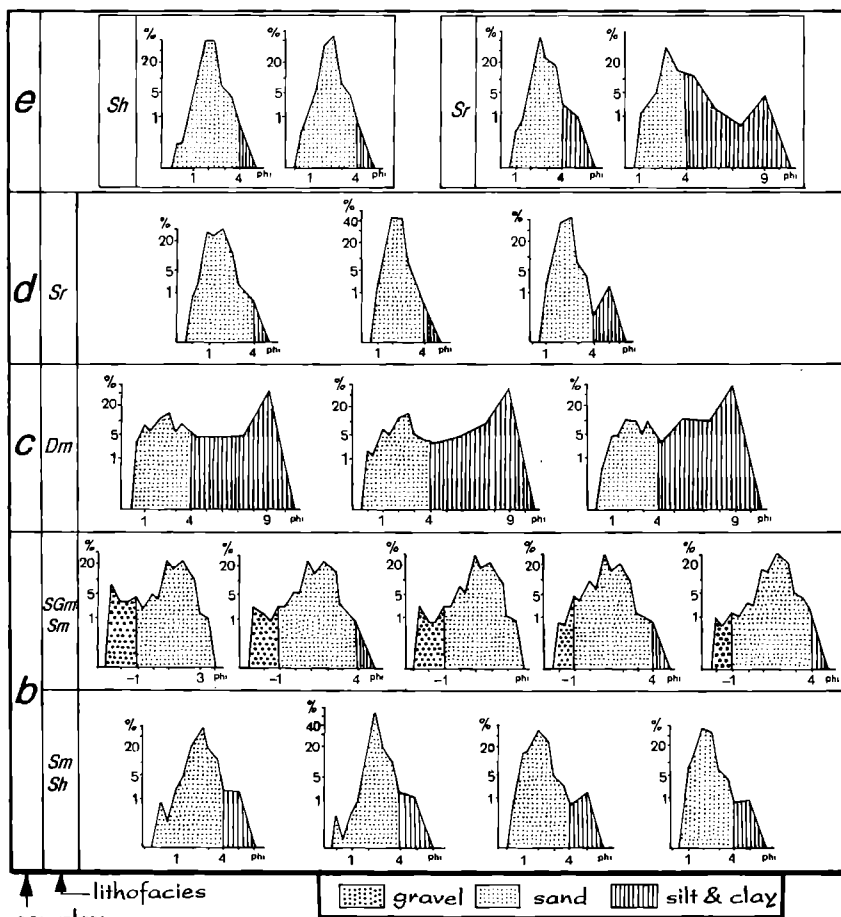 e
Sh
% 20 5 1 1 4 phi
% 20 5 1 1 4 phi
Sr
% 20 5 1 1 4 phi
% 20 5 1 1 4 9 phi
d
Sr
% 20 5 1 1 4 phi
% 40 20 5 1 1 4 phi
% 20 5 1 1 4 phi
c
Dm
% 20 5 1 1 4 9 phi
% 20 5 1 1 4 9 phi
% 20 5 1 1 4 9 phi
b
SGm
Sm
% 20 5 1 -1 3 phi
% 20 5 1 -1 4 phi
% 20 5 1 -1 phi
% 20 5 1 -1 4 phi
% 20 5 1 -1 4 phi
Sm
Sh
% 20 5 1 1 4 phi
% 40 20 5 1 1 4 phi
% 20 5 1 1 4 phi
% 20 5 1 1 4 phi
lithofacies
gravel sand silt & clay